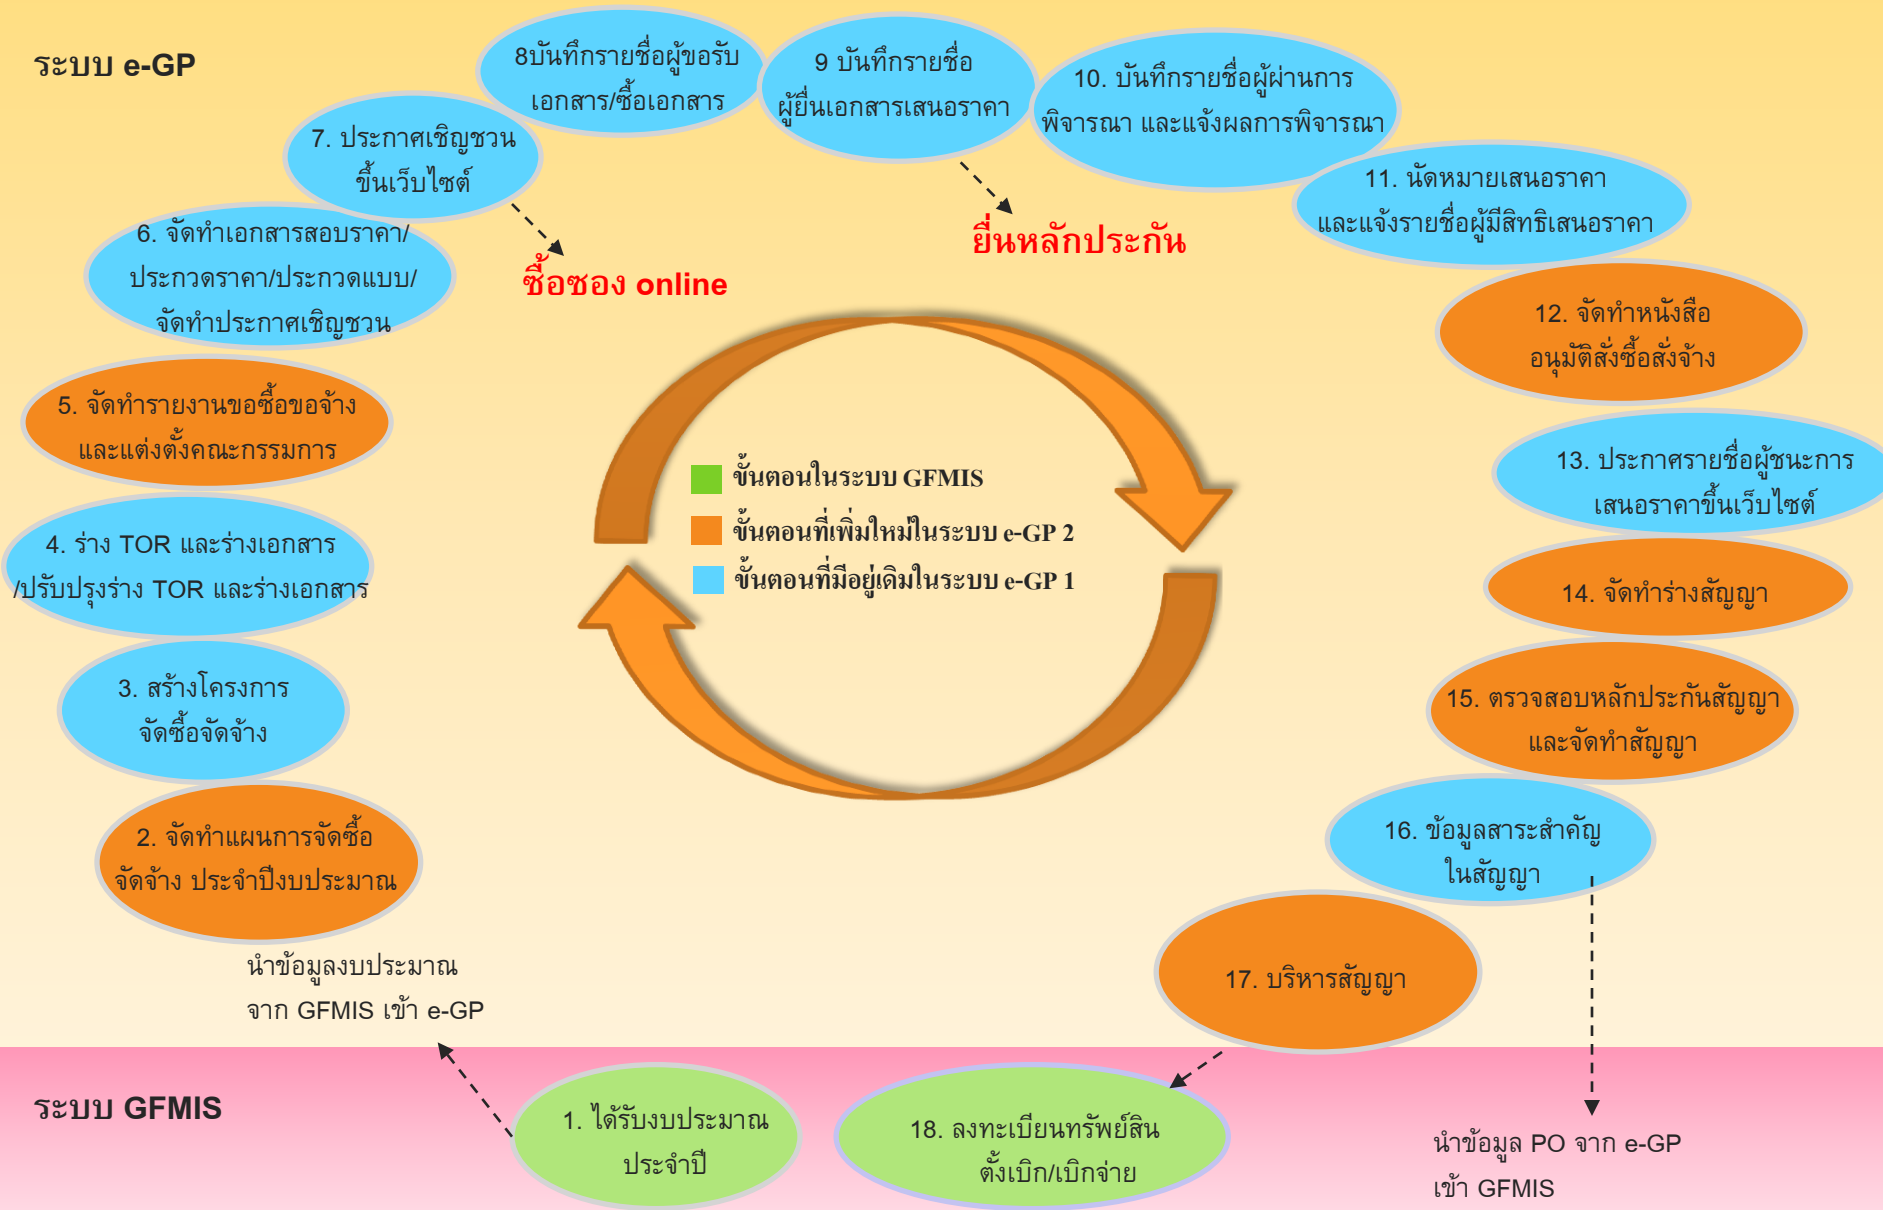 ระบบ e-GP
8บันทึกรายชื่อผู้ขอรับ
เอกสาร/ซื้อเอกสาร
9 บันทึกรายชื่อ
ผู้ยื่นเอกสารเสนอราคา
10. บันทึกรายชื่อผู้ผ่านการ
พิจารณา และแจ้งผลการพิจารณา
7. ประกาศเชิญชวน
ขึ้นเว็บไซต์
11. นัดหมายเสนอราคา
และแจ้งรายชื่อผู้มีสิทธิเสนอราคา
6. จัดทำเอกสารสอบราคา/
ประกวดราคา/ประกวดแบบ/
จัดทำประกาศเชิญชวน
ซื้อซอง online
ยื่นหลักประกัน
12. จัดทำหนังสือ
อนุมัติสั่งซื้อสั่งจ้าง
5. จัดทำรายงานขอซื้อขอจ้าง
และแต่งตั้งคณะกรรมการ
13. ประกาศรายชื่อผู้ชนะการ
เสนอราคาขึ้นเว็บไซต์
ขั้นตอนในระบบ GFMIS
ขั้นตอนที่เพิ่มใหม่ในระบบ e-GP 2
ขั้นตอนที่มีอยู่เดิมในระบบ e-GP 1
4. ร่าง TOR และร่างเอกสาร
/ปรับปรุงร่าง TOR และร่างเอกสาร
14. จัดทำร่างสัญญา
3. สร้างโครงการ
จัดซื้อจัดจ้าง
15. ตรวจสอบหลักประกันสัญญา
และจัดทำสัญญา
2. จัดทำแผนการจัดซื้อ
จัดจ้าง ประจำปีงบประมาณ
16. ข้อมูลสาระสำคัญ
ในสัญญา
นำข้อมูลงบประมาณ
จาก GFMIS เข้า e-GP
17. บริหารสัญญา
ระบบ GFMIS
1. ได้รับงบประมาณ
ประจำปี
18. ลงทะเบียนทรัพย์สิน
ตั้งเบิก/เบิกจ่าย
นำข้อมูล PO จาก e-GP
เข้า GFMIS